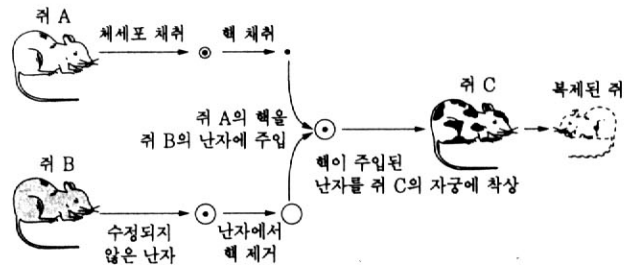 쥐 A
체세포 채취
핵 채취
쥐 A의 핵을
쥐 B의 난자에 주입
쥐 C
복제된 쥐
핵이 주입된
난자를 쥐 C의 자궁에 착상
쥐 B
수정되지
않은 난자
난자에서
핵 제거